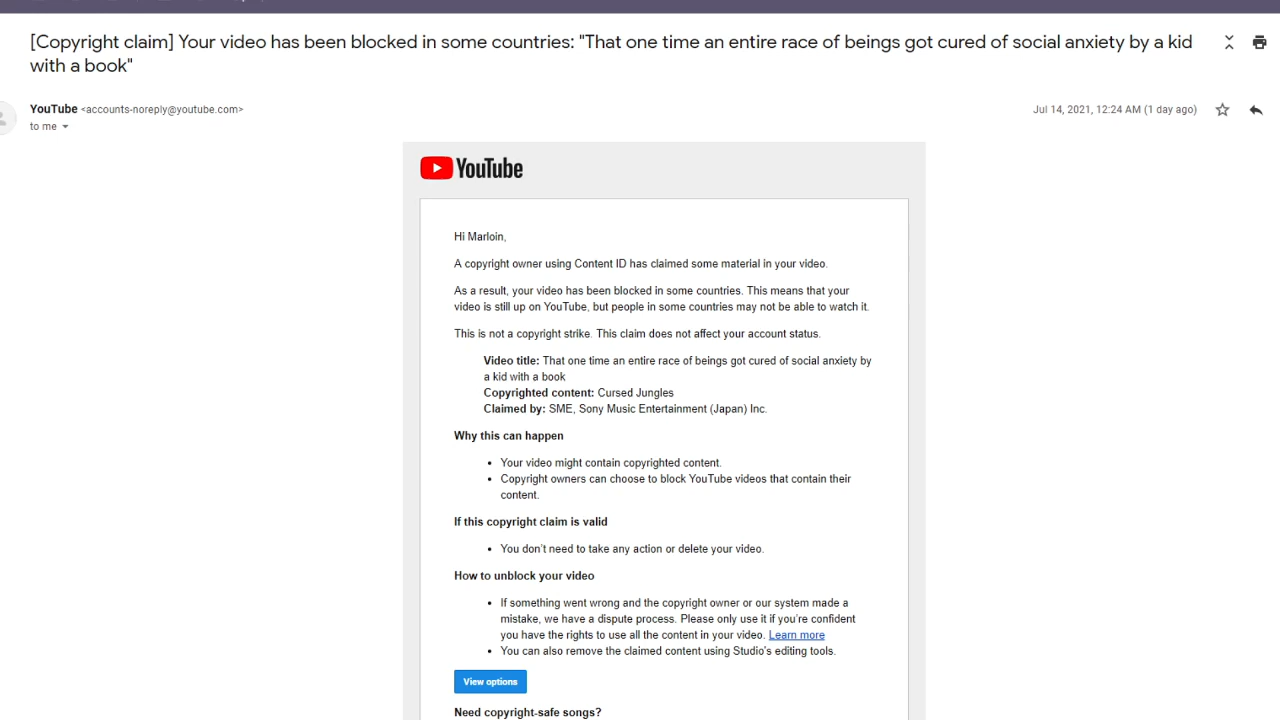 [Copyright claim] Your video has been blocked in some countries: "That one time an entire race of beings got cured of social anxiety by a kid
with a book"
YouTube <accounts-noreply@youtube.com>
Jul 14, 2021, 12:24 AM (1 day ago)
to me
YouTube
Hi Marloin,
A copyright owner using Content ID has claimed some material in your video.
As a result, your video has been blocked in some countries. This means that your
video is still up on YouTube, but people in some countries may not be able to watch it.
This is not a copyright strike. This claim does not affect your account status.
Video title: That one time an entire race of beings got cured of social anxiety by
a kid with a book
Copyrighted content: Cursed Jungles
Claimed by: SME, Sony Music Entertainment (Japan) Inc.
Why this can happen
• Your video might contain copyrighted content.
• Copyright owners can choose to block YouTube videos that contain their
content.
If this copyright claim is valid
• You don't need to take any action or delete your video.
How to unblock your video
• If something went wrong and the copyright owner or our system made a
mistake, we have a dispute process. Please only use it if you're confident
you have the rights to use all the content in your video. Learn more
• You can also remove the claimed content using Studio's editing tools.
View options
Need copyright-safe songs?